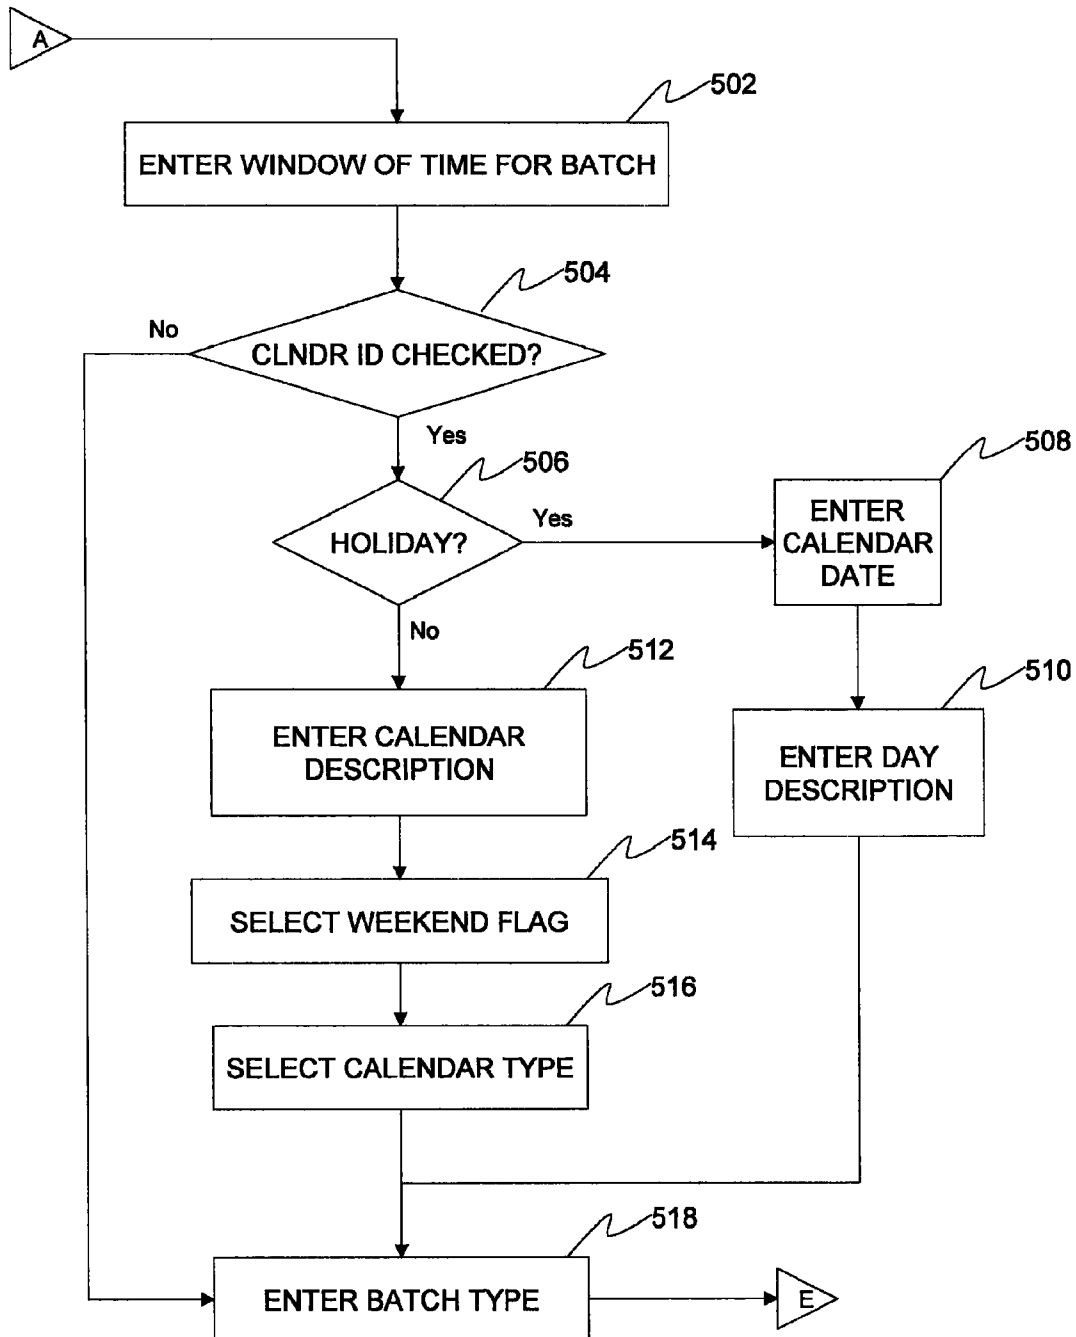 A
502
ENTER WINDOW OF TIME FOR BATCH
504
No
CLNDR ID CHECKED?
Yes
506
508
HOLIDAY?
Yes
ENTER
CALENDAR
DATE
No
512
510
ENTER CALENDAR
DESCRIPTION
ENTER DAY
DESCRIPTION
514
SELECT WEEKEND FLAG
516
SELECT CALENDAR TYPE
518
ENTER BATCH TYPE
E